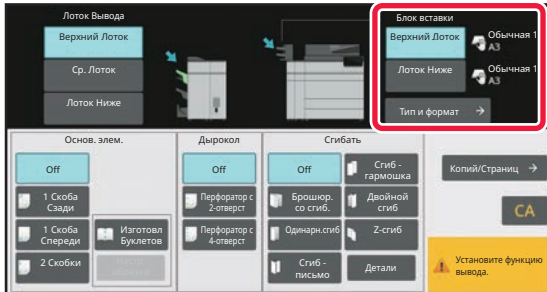 Лоток Вывода
Верхний Лоток
Ср. Лоток
Лоток Ниже
Блок вставки
Верхний Лоток
Обычная 1
A3
Лоток Ниже
Обычная 1
A3
Тип и формат
Основ. элем.
Off
1 Скоба
Сзади
1 Скоба
Спереди
2 Скобки
Изготовл
Буклетов
Дырокол
Off
Перфоратор с
2-отверст
Перфоратор с
4-отверст
Сгибать
Off
Брошюр.
со сгиб.
Одинарн.сгиб
Сгиб -
письмо
Сгиб -
гармошка
Двойной
сгиб
Z-сгиб
Детали
Копий/Страниц
CA
Установите функцию
вывода.